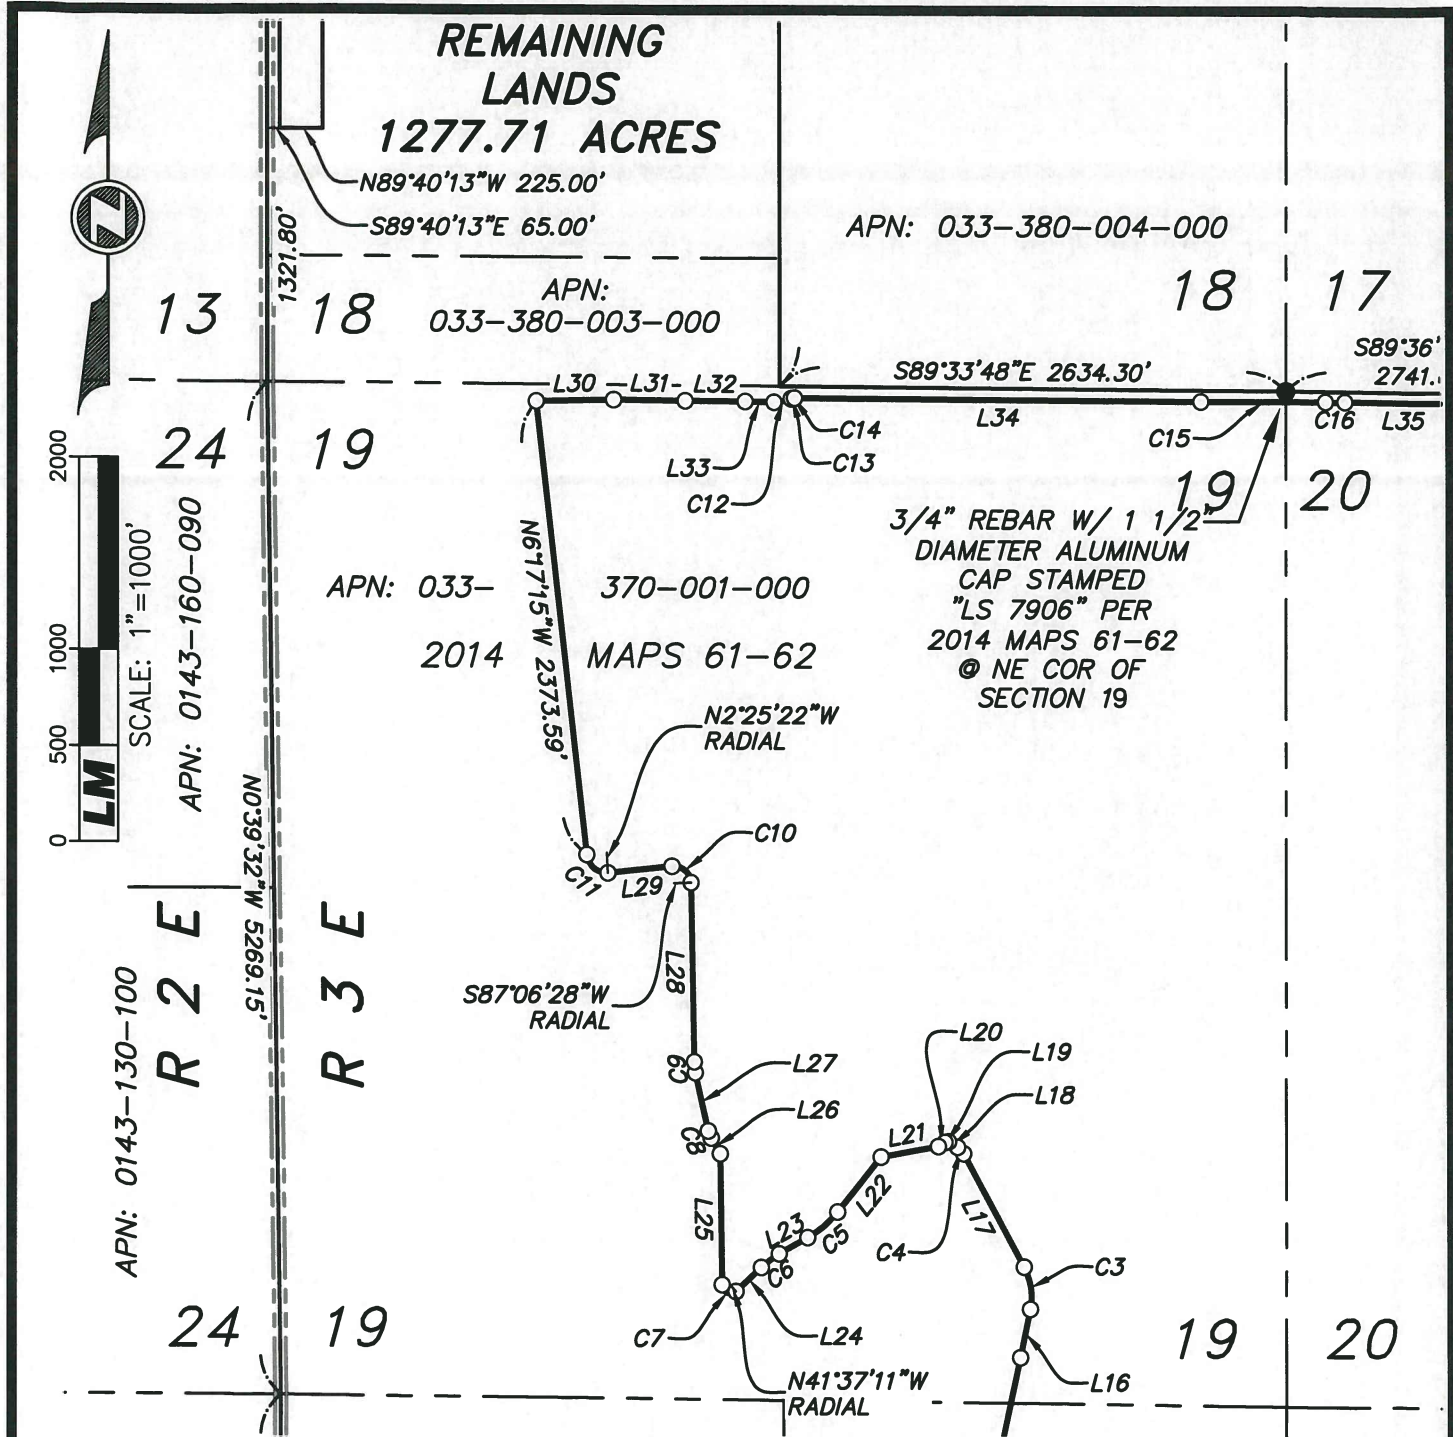 REMAINING
LANDS
1277.71 ACRES
N89°40'13"W 225.00'
S89°40'13"E 65.00'
1321.80'
APN: 033-380-004-000
13
18
APN:
033-380-003-000
18
17
S89°36'
2741.
S89°33'48"E 2634.30'
L30
L31
L32
L34
C14
C13
L33
C12
C15
C16
L35
24
19
19
20
3/4" REBAR W/ 1 1/2"
DIAMETER ALUMINUM
CAP STAMPED
"LS 7906" PER
2014 MAPS 61-62
@ NE COR OF
SECTION 19
2000
1000
500
0
SCALE: 1"=1000'
LM
APN: 0143-160-090
N6°17'15"W 2373.59'
APN: 033-
370-001-000
2014
MAPS 61-62
N2°25'22"W
RADIAL
N0°39'32"W 5269.15'
C10
C11
L29
R 2 E
R 3 E
APN: 0143-130-100
L28
S87°06'28"W
RADIAL
C9
L27
L26
C8
L20
L19
L18
L21
L22
L17
L25
L23
C5
C4
C6
C3
C7
L24
24
19
19
20
N41°37'11"W
RADIAL
L16